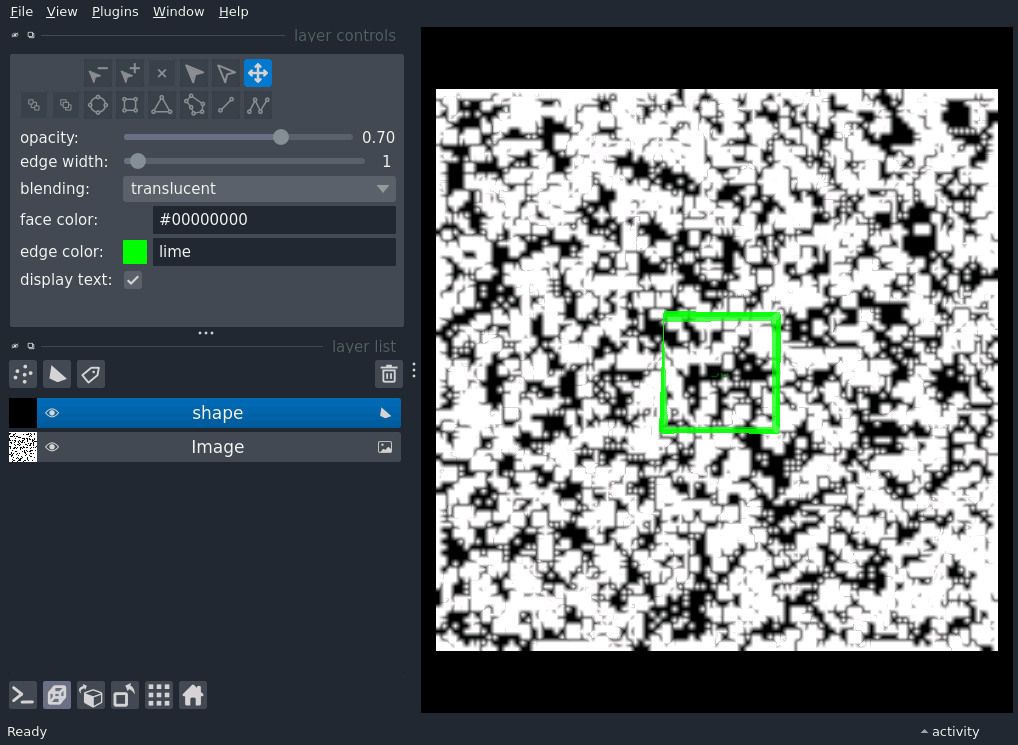 File View Plugins Window Help
layer controls
opacity: 0.70
edge width: 1
blending: translucent
face color: #00000000
edge color: lime
display text:
layer list
shape
Image
Ready
activity